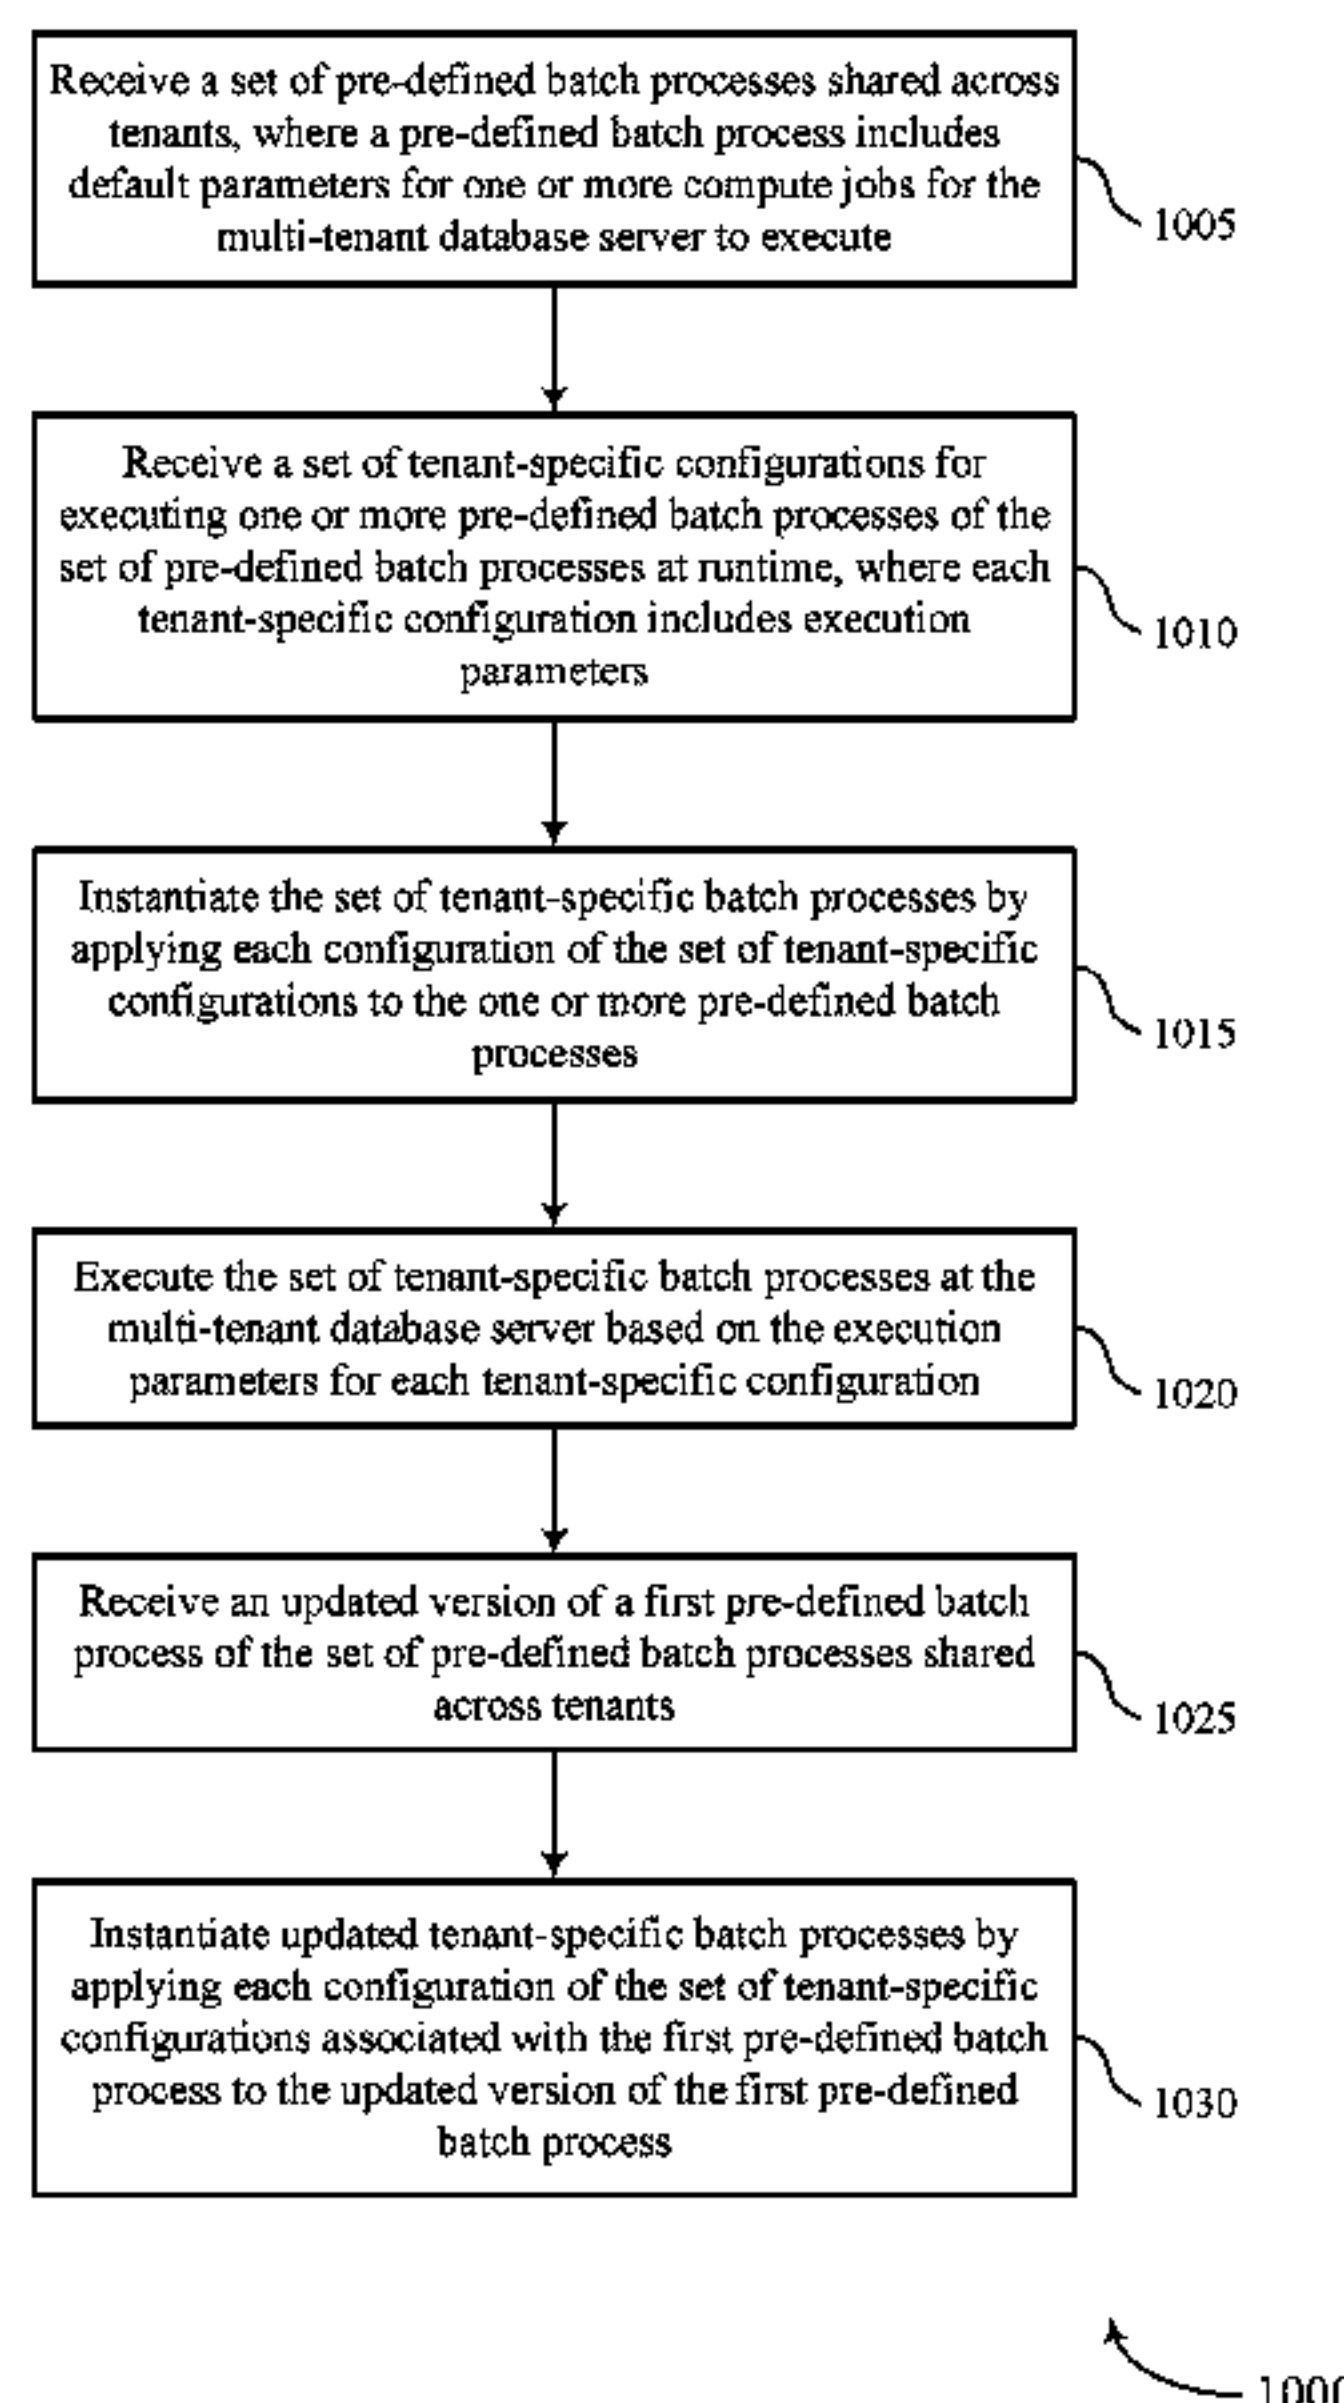 Receive a set of pre-defined batch processes shared across
tenants, where a pre-defined batch process includes
default parameters for one or more compute jobs for the
multi-tenant database server to execute
1005
Receive a set of tenant-specific configurations for
executing one or more pre-defined batch processes of the
set of pre-defined batch processes at runtime, where each
tenant-specific configuration includes execution
parameters
1010
Instantiate the set of tenant-specific batch processes by
applying each configuration of the set of tenant-specific
configurations to the one or more pre-defined batch
processes
1015
Execute the set of tenant-specific batch processes at the
multi-tenant database server based on the execution
parameters for each tenant-specific configuration
1020
Receive an updated version of a first pre-defined batch
process of the set of pre-defined batch processes shared
across tenants
1025
Instantiate updated tenant-specific batch processes by
applying each configuration of the set of tenant-specific
configurations associated with the first pre-defined batch
process to the updated version of the first pre-defined
batch process
1030
1000